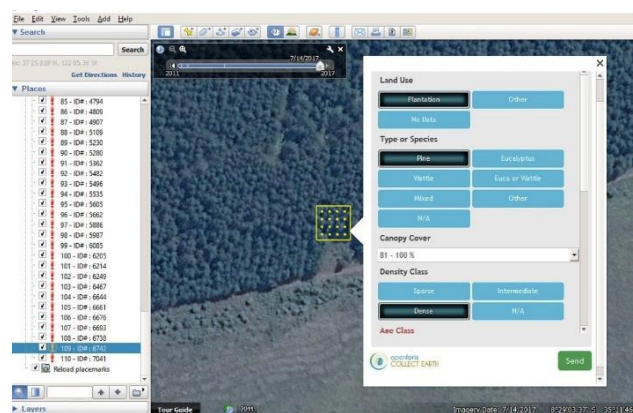 File Edit View Tools Add Help
Search
Search
Get Directions History
Places
85 - ID# : 4794
86 - ID# : 4809
87 - ID# : 4907
88 - ID# : 5109
89 - ID# : 5230
90 - ID# : 5280
91 - ID# : 5362
92 - ID# : 5482
93 - ID# : 5496
94 - ID# : 5535
95 - ID# : 5605
96 - ID# : 5662
97 - ID# : 5886
98 - ID# : 5987
99 - ID# : 6085
100 - ID# : 6205
101 - ID# : 6214
102 - ID# : 6249
103 - ID# : 6467
104 - ID# : 6644
105 - ID# : 6661
106 - ID# : 6676
107 - ID# : 6693
108 - ID# : 6738
109 - ID# : 6742
110 - ID# : 7041
Reload placemarks
Layers
7/14/2017
2011 2017
Land Use
Plantation Other
No Data
Type or Species
Pine Eucalyptus
Wattle Euca or Wattle
Mixed Other
N/A
Canopy Cover
81 - 100 %
Density Class
Sparse Intermediate
Dense N/A
Age Class
openforis
COLLECT EARTH
Send
Tour Guide 2011 Imagery Date: 7/14/2017